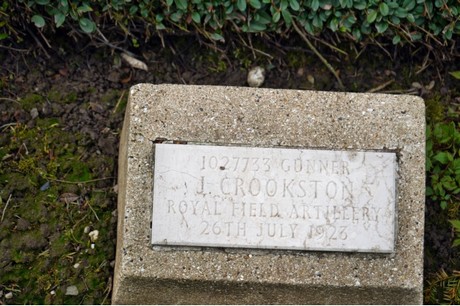 1027733 GUNNER
J. CROOKSTON
ROYAL FIELD ARTILLERY
26TH JULY 1923